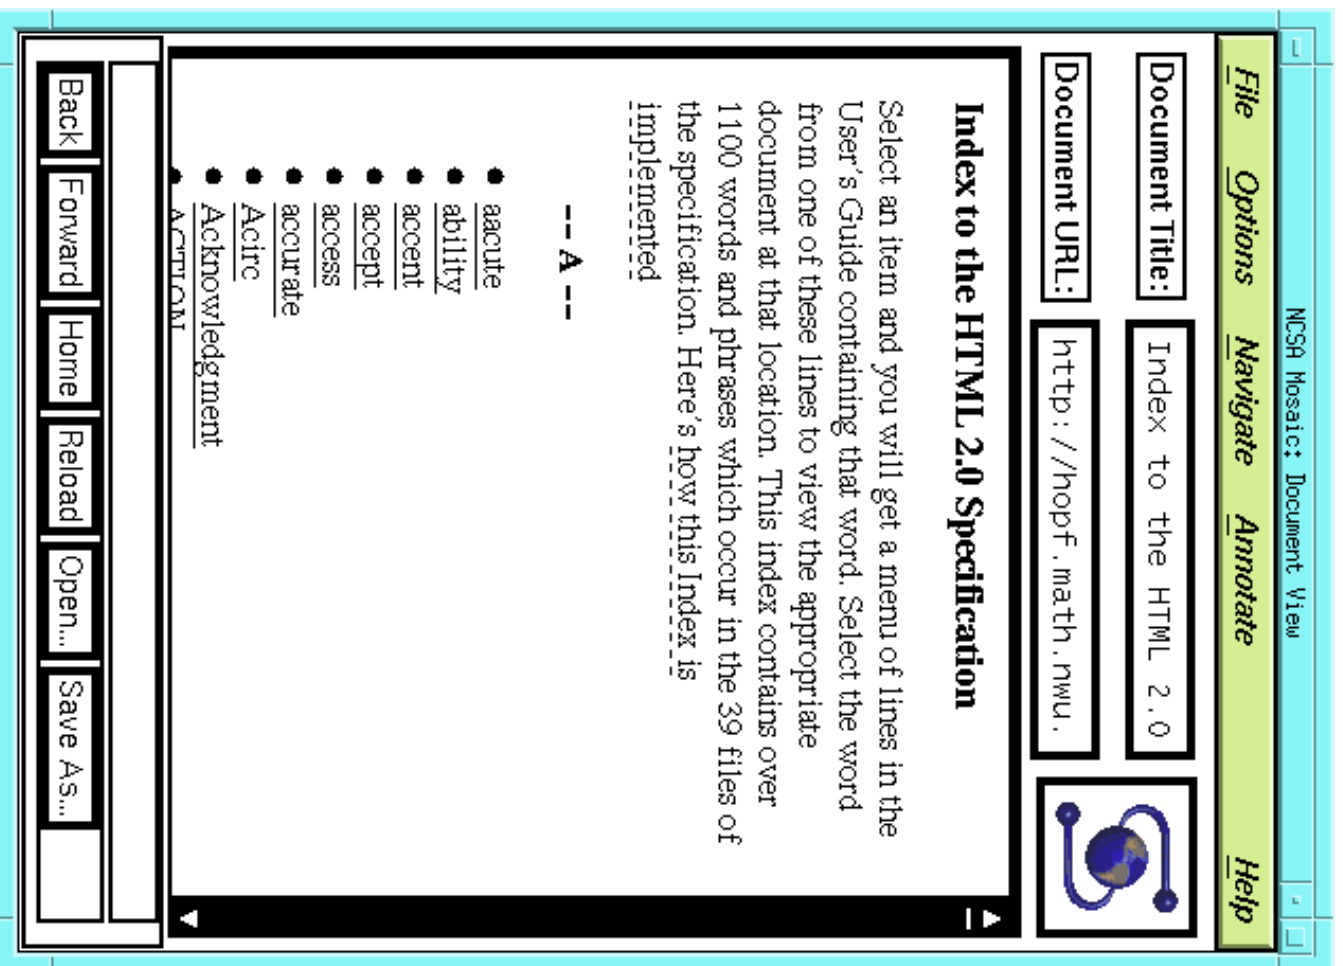 NCSA Mosaic: Document View
File Options Navigate Annotate Help
Document Title: Index to the HTML 2.0
Document URL: http://hopf.math.nwu.
Index to the HTML 2.0 Specification
Select an item and you will get a menu of lines in the
User's Guide containing that word. Select the word
from one of these lines to view the appropriate
document at that location. This index contains over
1100 words and phrases which occur in the 39 files of
the specification. Here's how this Index is
implemented
-- A --
aacute
ability
accent
accept
access
accurate
Acirc
Acknowledgment
ACTION
Back Forward Home Reload Open... Save As...